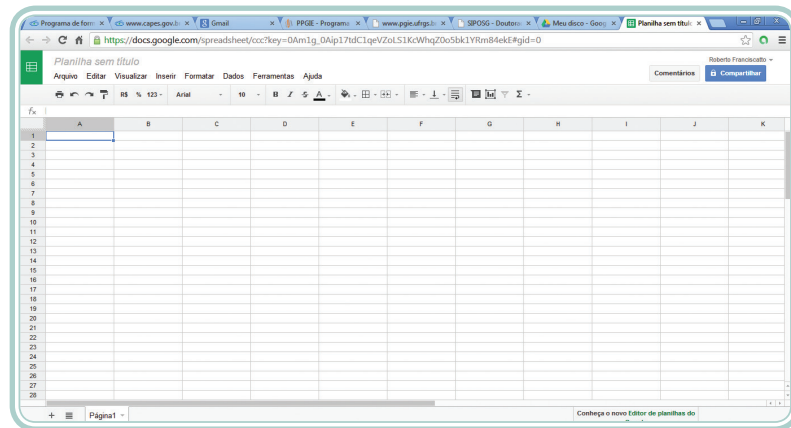 Programa de form × www.capes.gov.b × Gmail × PPGIE - Programa × www.pgie.ufrgs.br × SIPOSG - Doutora × Meu disco - Goog × Planilha sem títul ×
https://docs.google.com/spreadsheet/ccc?key=0Am1g_0Aip17tdC1qeVZoLS1KcWhqZ0o5bk1YRm84ekE#gid=0
Planilha sem título
Roberto Franciscatto
Arquivo Editar Visualizar Inserir Formatar Dados Ferramentas Ajuda
Comentários Compartilhar
R$ % 123 Arial 10 B I S A Σ
fx
A B C D E F G H I J K
1
2
3
4
5
6
7
8
9
10
11
12
13
14
15
16
17
18
19
20
21
22
23
24
25
26
27
28
+ Página1 Conheça o novo Editor de planilhas do